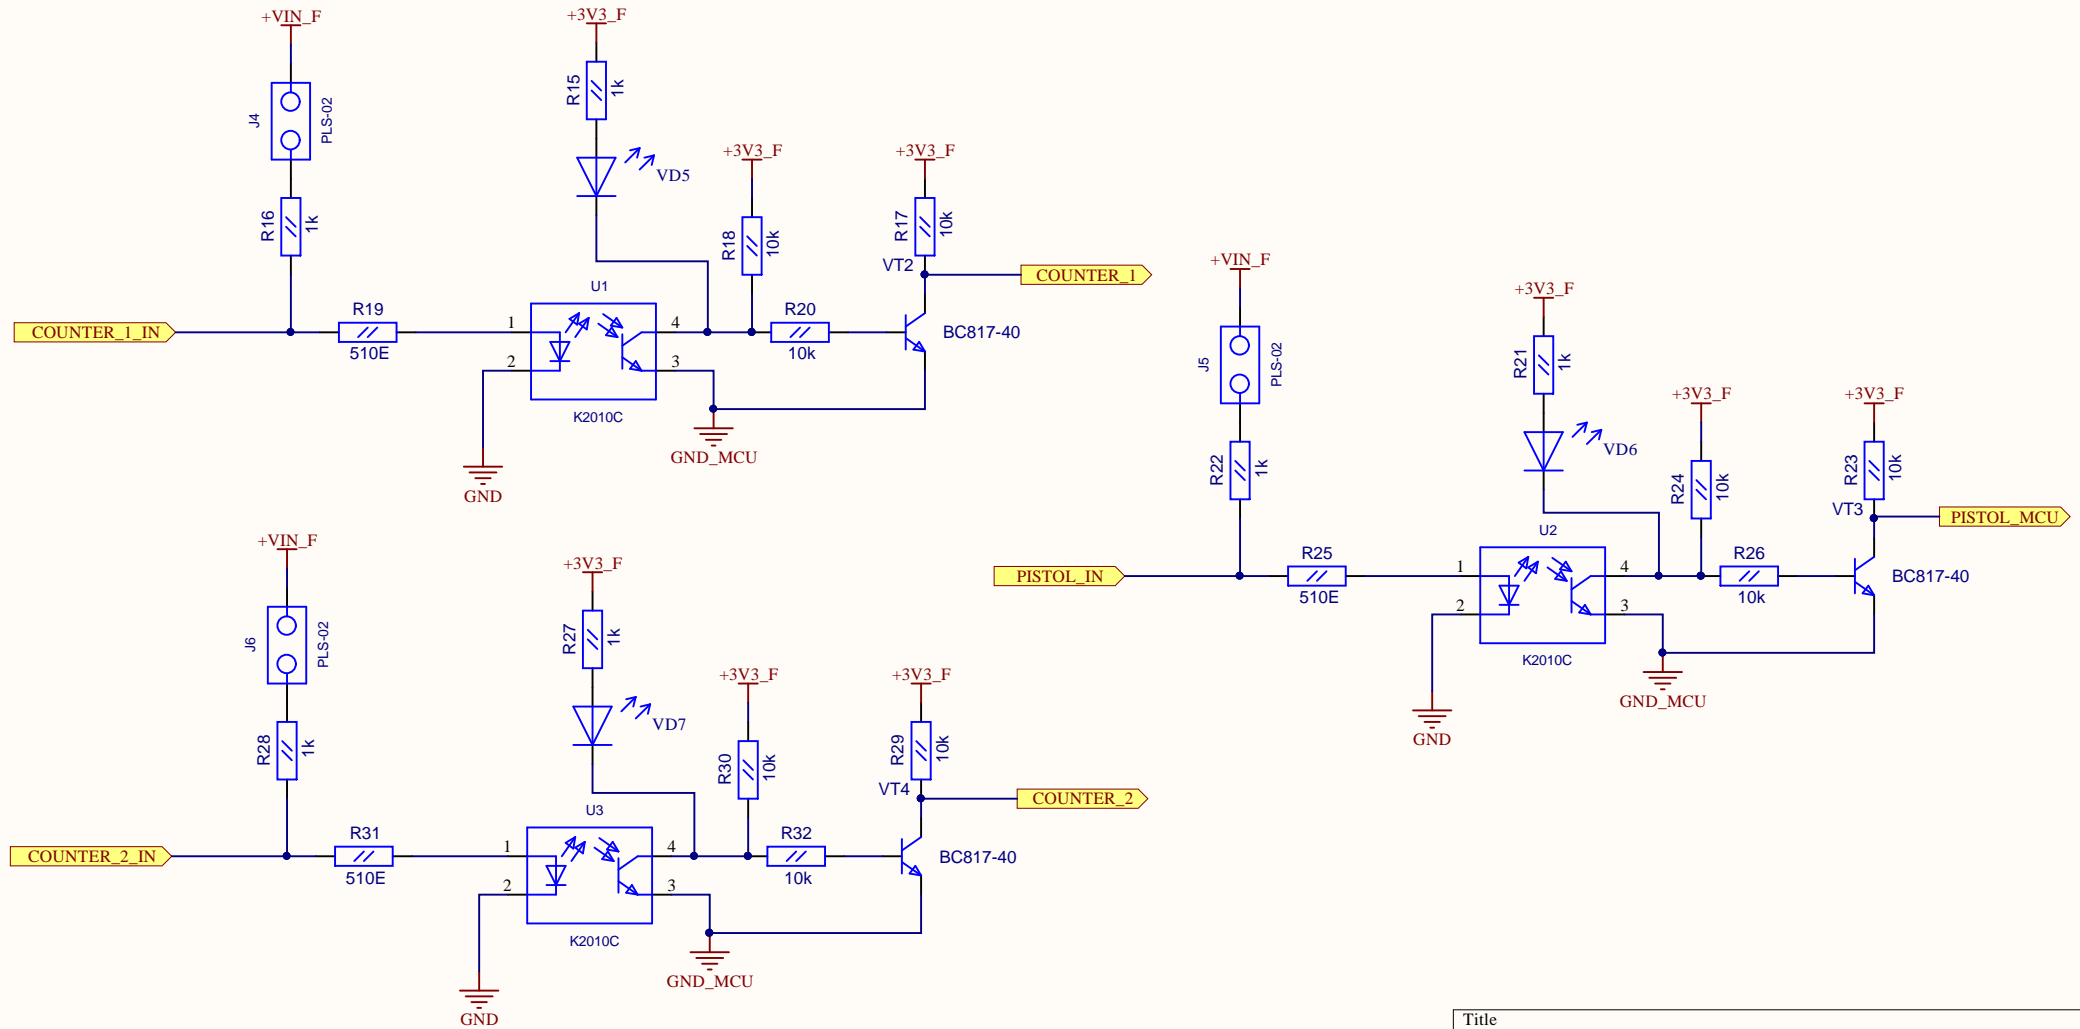 +VIN_F
J4
PLS-02
R16
1k
+3V3_F
R15
1k
VD5
+3V3_F
R18
10k
+3V3_F
R17
10k
VT2
COUNTER_1
COUNTER_1_IN
R19
510E
U1
1
2
4
3
K2010C
R20
10k
BC817-40
GND_MCU
GND
+VIN_F
J5
PLS-02
R22
1k
+3V3_F
R21
1k
VD6
+3V3_F
R24
10k
+3V3_F
R23
10k
VT3
PISTOL_MCU
PISTOL_IN
R25
510E
U2
1
2
4
3
K2010C
R26
10k
BC817-40
GND_MCU
GND
+VIN_F
J6
PLS-02
R28
1k
+3V3_F
R27
1k
VD7
+3V3_F
R30
10k
+3V3_F
R29
10k
VT4
COUNTER_2
COUNTER_2_IN
R31
510E
U3
1
2
4
3
K2010C
R32
10k
BC817-40
GND_MCU
GND
Title